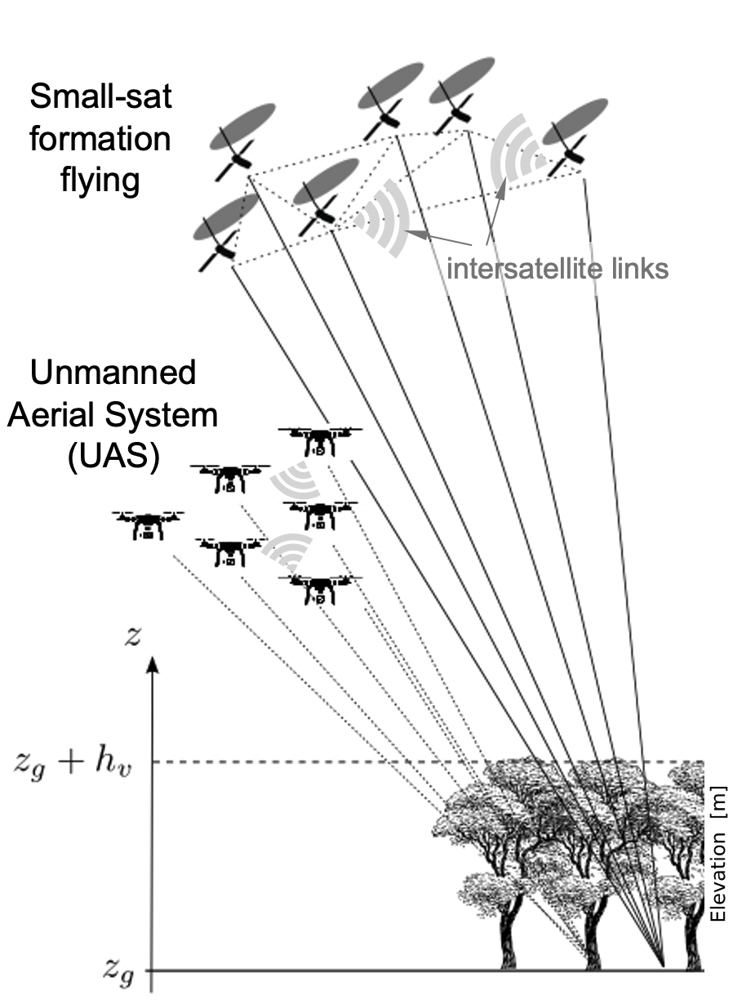 Small-sat
formation
flying
intersatellite links
Unmanned
Aerial System
(UAS)
z
z_g + h_v
Elevation [m]
z_g